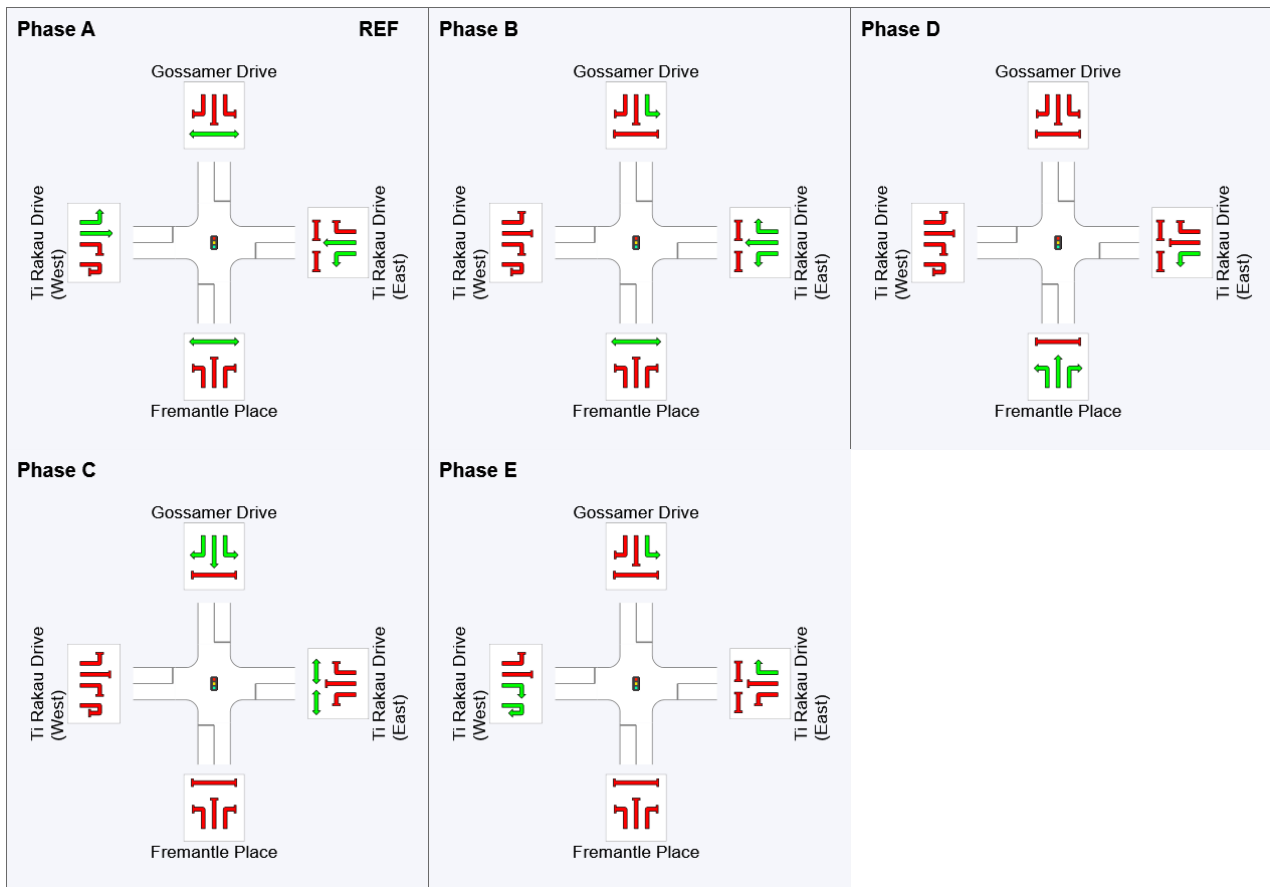 Phase A
REF
Gossamer Drive
Ti Rakau Drive
(West)
Ti Rakau Drive
(East)
Fremantle Place
Phase B
Gossamer Drive
Ti Rakau Drive
(West)
Ti Rakau Drive
(East)
Fremantle Place
Phase D
Gossamer Drive
Ti Rakau Drive
(West)
Ti Rakau Drive
(East)
Fremantle Place
Phase C
Gossamer Drive
Ti Rakau Drive
(West)
Ti Rakau Drive
(East)
Fremantle Place
Phase E
Gossamer Drive
Ti Rakau Drive
(West)
Ti Rakau Drive
(East)
Fremantle Place